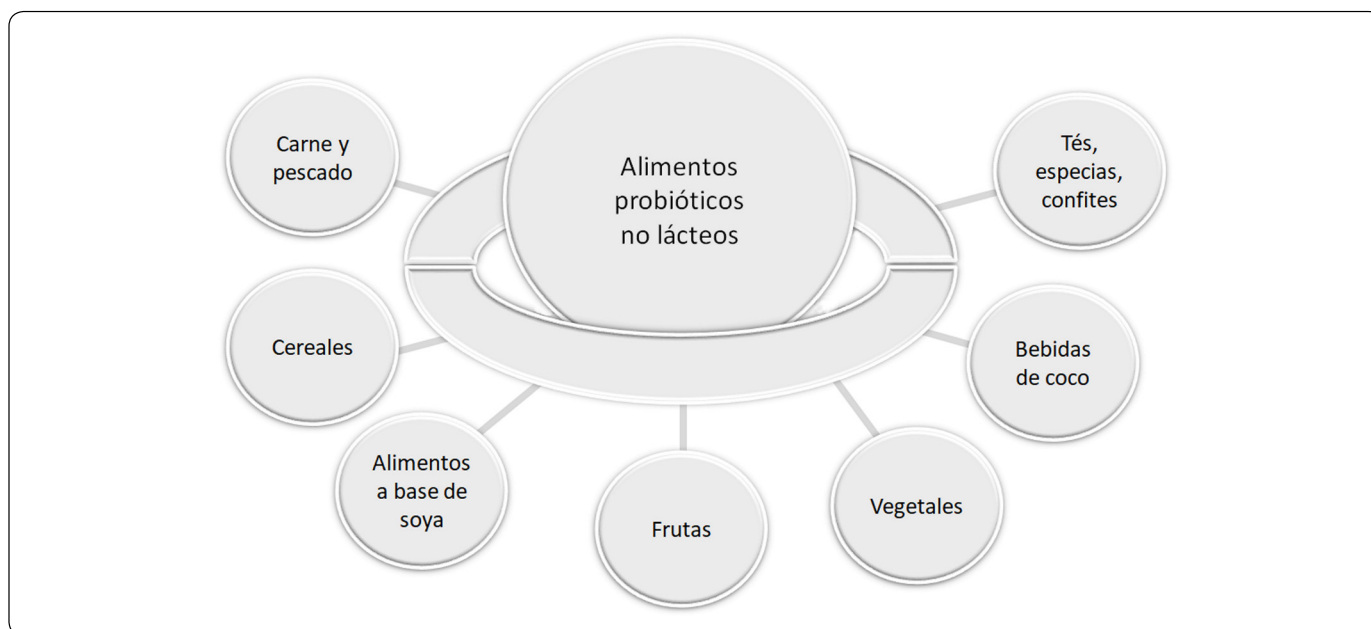 Alimentos
probióticos
no lácteos
Carne y
pescado
Cereales
Alimentos
a base de
soya
Frutas
Vegetales
Bebidas
de coco
Tés,
especias,
confites